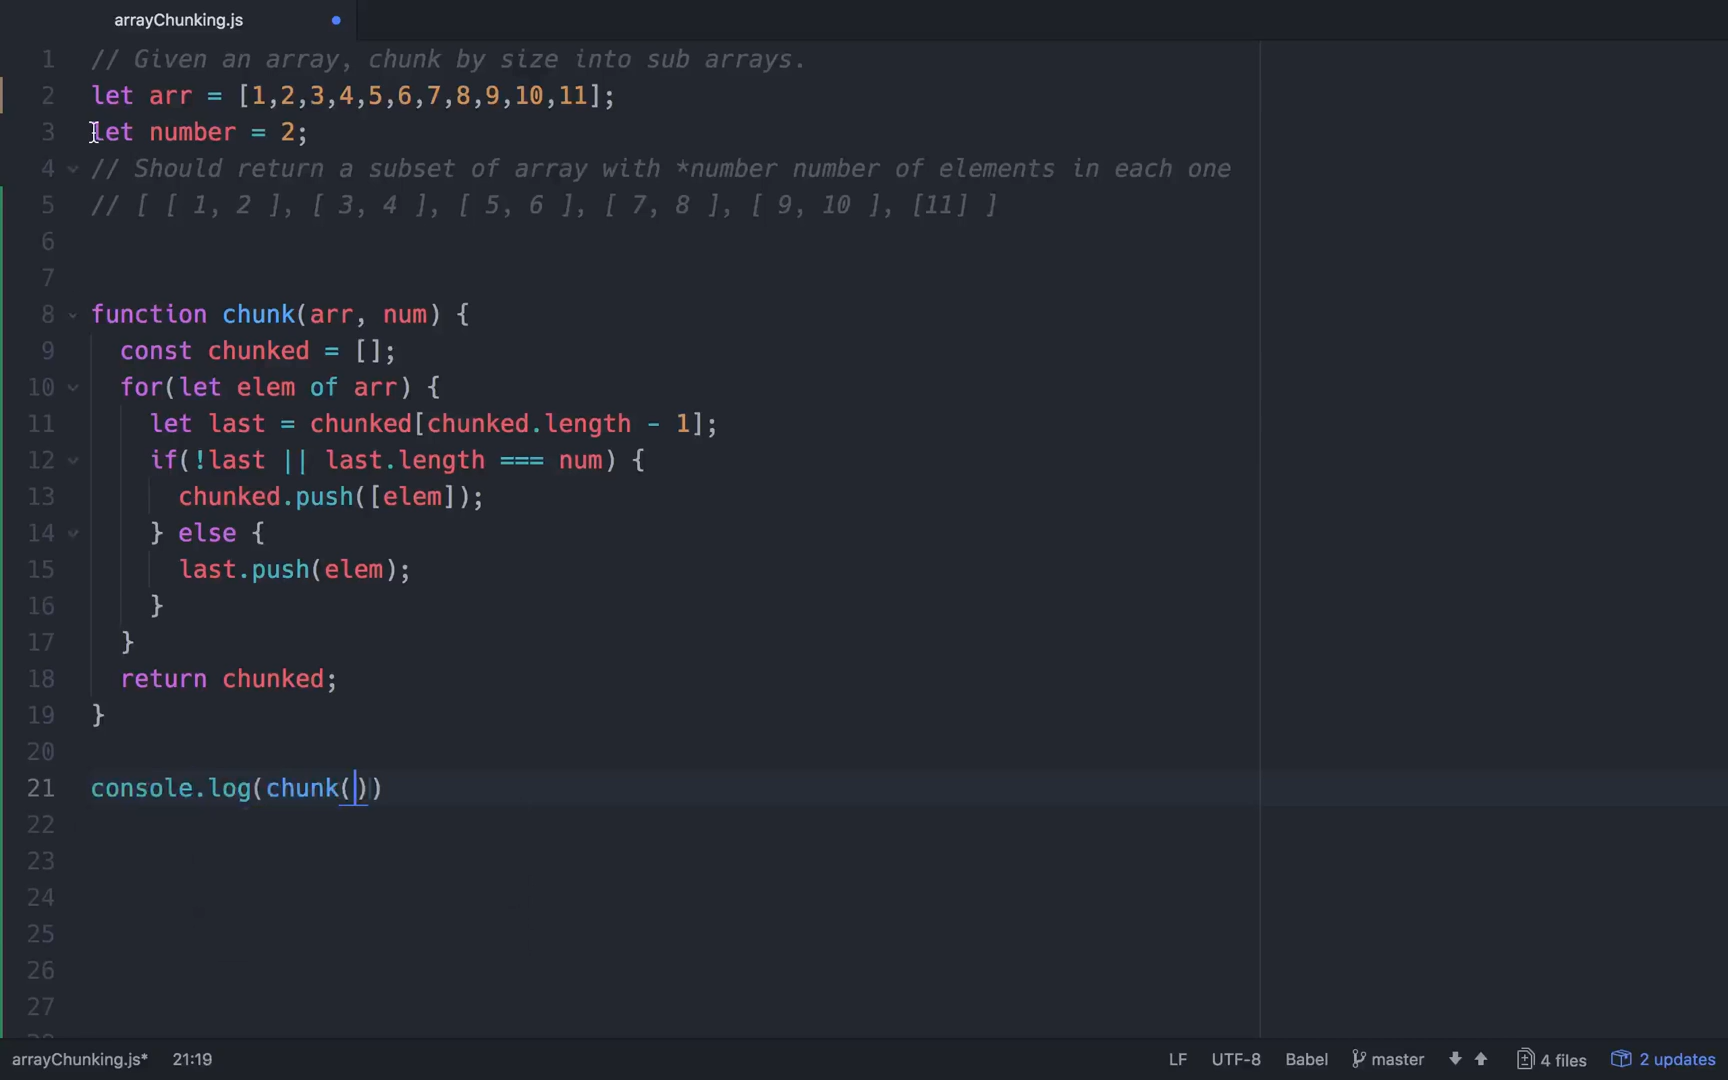 arrayChunking.js
1 // Given an array, chunk by size into sub arrays.
2 let arr = [1,2,3,4,5,6,7,8,9,10,11];
3 let number = 2;
4 // Should return a subset of array with *number number of elements in each one
5 // [ [ 1, 2 ], [ 3, 4 ], [ 5, 6 ], [ 7, 8 ], [ 9, 10 ], [11] ]
6
7
8 function chunk(arr, num) {
9 const chunked = [];
10 for(let elem of arr) {
11 let last = chunked[chunked.length - 1];
12 if(!last || last.length === num) {
13 chunked.push([elem]);
14 } else {
15 last.push(elem);
16 }
17 }
18 return chunked;
19 }
20
21 console.log(chunk())
22
23
24
25
26
27
arrayChunking.js* 21:19 LF UTF-8 Babel master 4 files 2 updates